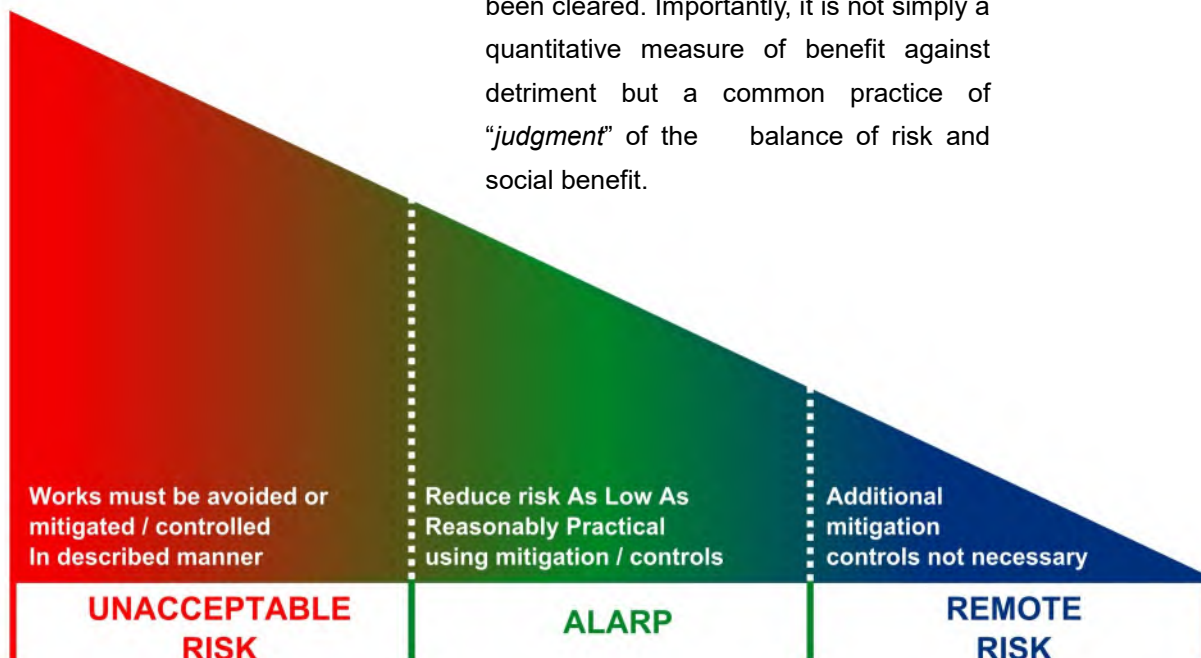 been cleared. Importantly, it is not simply a
quantitative measure of benefit against
detriment but a common practice of
“judgment” of the balance of risk and
social benefit.
Works must be avoided or
mitigated / controlled
In described manner
Reduce risk As Low As
Reasonably Practical
using mitigation / controls
Additional
mitigation
controls not necessary
UNACCEPTABLE
RISK
ALARP
REMOTE
RISK